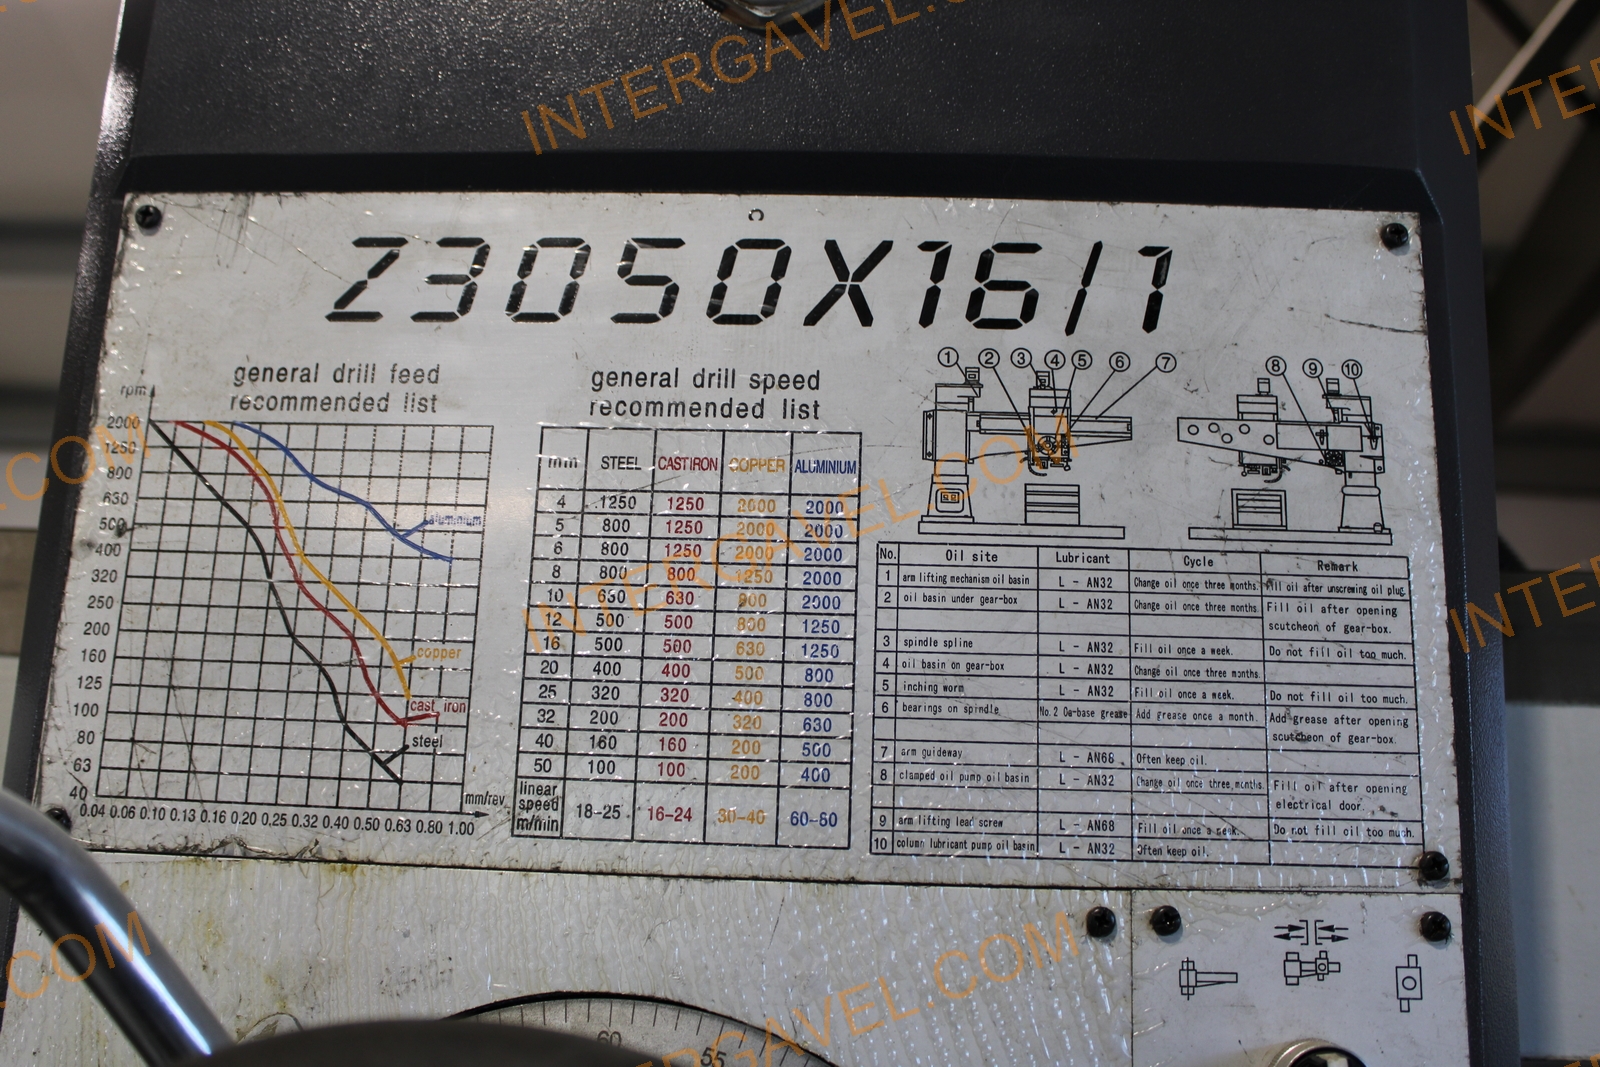 Z3050X16/1
general drill feed
recommended list
rpm
2000
1250
800
630
500
400
320
250
200
160
125
100
80
63
40
0.04 0.06 0.10 0.13 0.16 0.20 0.25 0.32 0.40 0.50 0.63 0.80 1.00
mm/rev
aluminium
copper
cast iron
steel
general drill speed
recommended list
mm STEEL CASTIRON COPPER ALUMINIUM
4 1250 1250 2000 2000
5 800 1250 2000 2000
6 800 1250 2000 2000
8 800 800 1250 2000
10 630 630 900 2000
12 500 500 800 1250
16 500 500 630 1250
20 400 400 500 800
25 320 320 400 800
32 200 200 320 630
40 160 160 200 500
50 100 100 200 400
linear
speed
m/min
18-25 16-24 30-40 60-80
1 2 3 4 5 6 7
8 9 10
No. Oil site Lubricant Cycle Remark
1 arm lifting mechanism oil basin L - AN32 Change oil once three months. Fill oil after unscrewing oil plug.
2 oil basin under gear-box L - AN32 Change oil once three months. Fill oil after opening
scutcheon of gear-box.
3 spindle spline L - AN32 Fill oil once a week. Do not fill oil too much.
4 oil basin on gear-box L - AN32 Change oil once three months.
5 inching worm L - AN32 Fill oil once a week. Do not fill oil too much.
6 bearings on spindle No.2 Ca-base grease Add grease once a month. Add grease after opening
scutcheon of gear-box.
7 arm guideway L - AN68 Often keep oil.
8 clamped oil pump oil basin L - AN32 Change oil once three months. Fill oil after opening
electrical door.
9 arm lifting lead screw L - AN68 Fill oil once a week. Do not fill oil too much.
10 column lubricant pump oil basin L - AN32 Often keep oil.
60
55
INTERGAVEL.COM
INTERGAVEL.COM
INTERGAVEL.COM